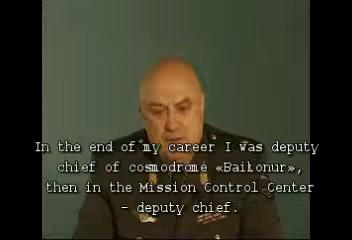 In the end of my career I was deputy
chief of cosmodrome «Baikonur»,
then in the Mission Control Center
- deputy chief.